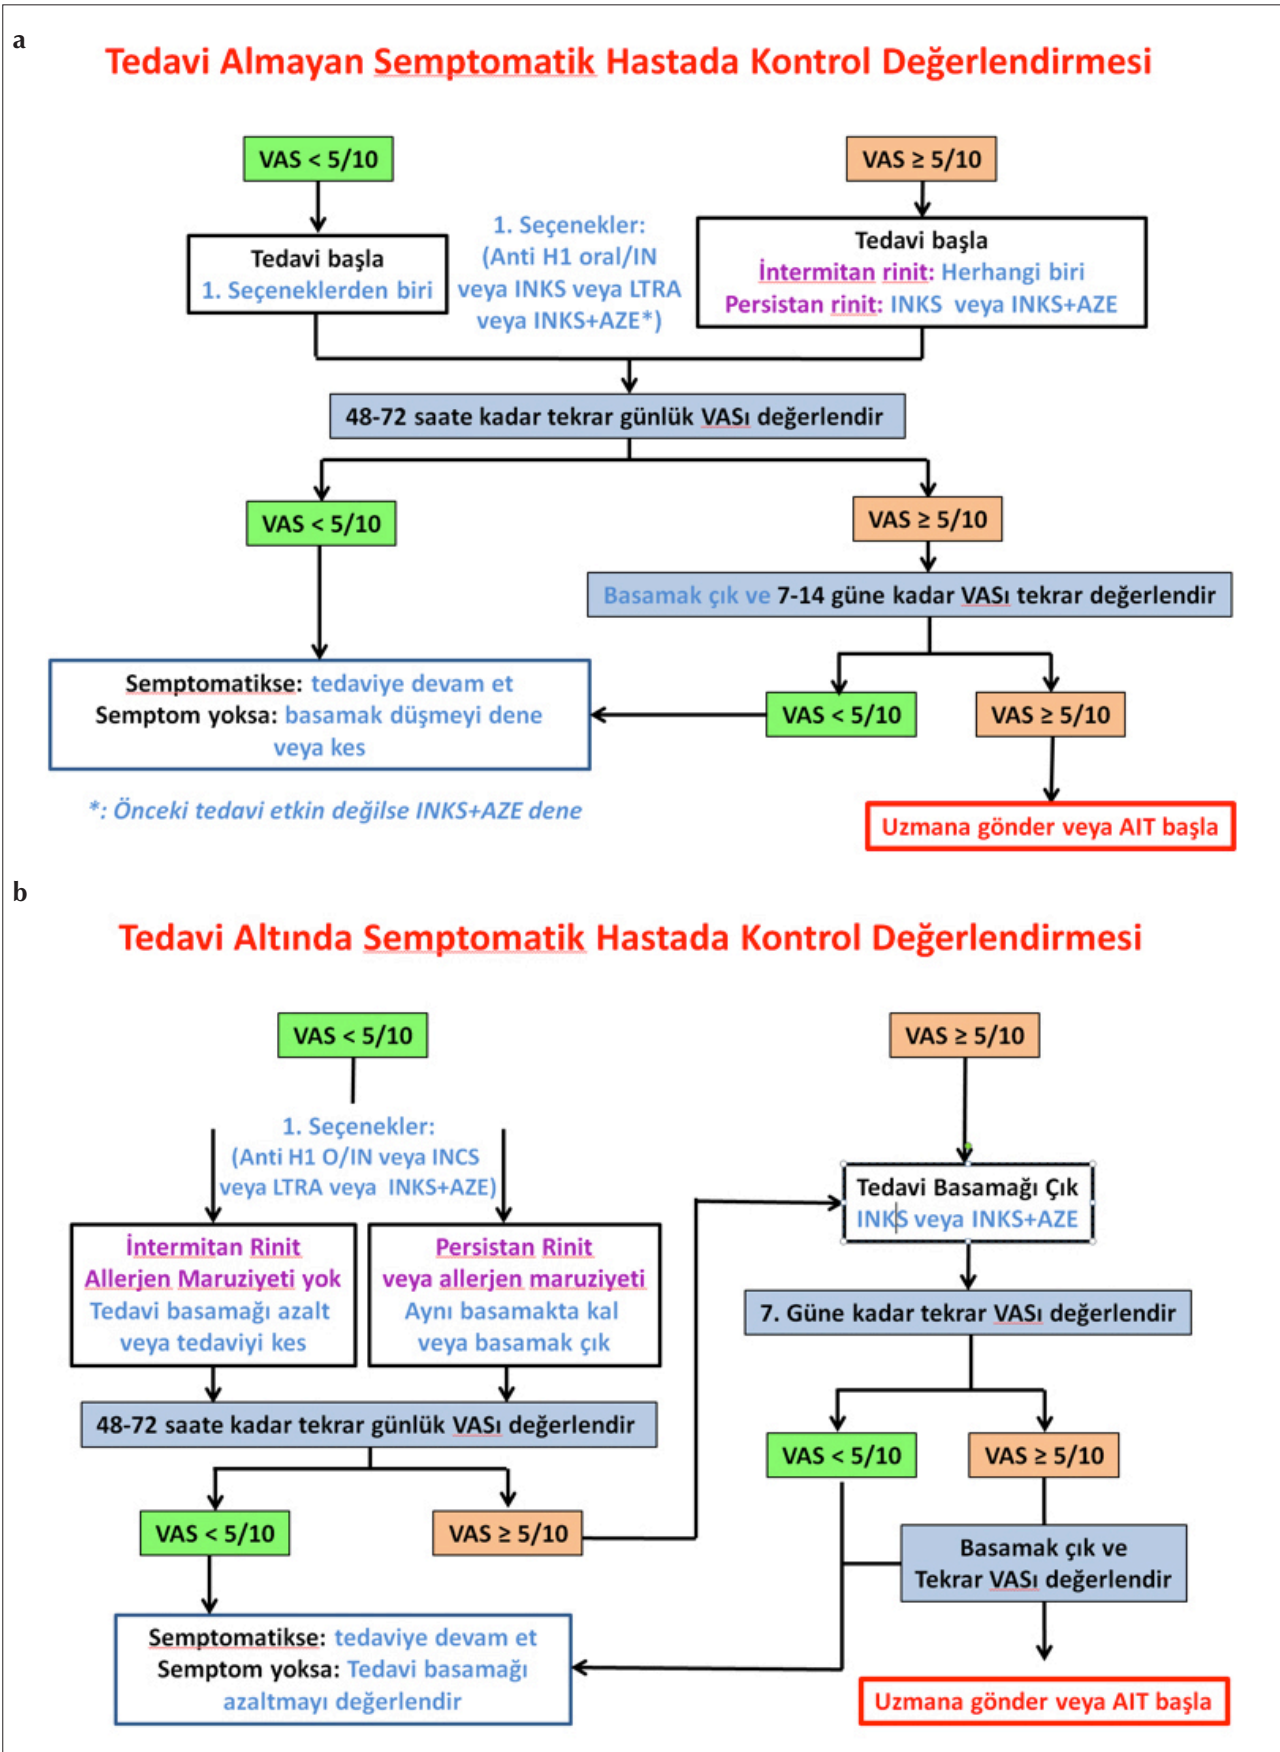 a
Tedavi Almayan Semptomatik Hastada Kontrol Değerlendirmesi
VAS < 5/10
VAS ≥ 5/10
Tedavi başla
1. Seçeneklerden biri
1. Seçenekler:
(Anti H1 oral/IN
veya INKS veya LTRA
veya INKS+AZE*)
Tedavi başla
İntermitan rinit: Herhangi biri
Persistan rinit: INKS veya INKS+AZE
48-72 saate kadar tekrar günlük VASı değerlendir
VAS < 5/10
VAS ≥ 5/10
Basamak çık ve 7-14 güne kadar VASı tekrar değerlendir
Semptomatikse: tedaviye devam et
Semptom yoksa: basamak düşmeyi dene
veya kes
VAS < 5/10
VAS ≥ 5/10
*: Önceki tedavi etkin değilse INKS+AZE dene
Uzmana gönder veya AIT başla
b
Tedavi Altında Semptomatik Hastada Kontrol Değerlendirmesi
VAS < 5/10
VAS ≥ 5/10
1. Seçenekler:
(Anti H1 O/IN veya INCS
veya LTRA veya INKS+AZE)
Tedavi Basamağı Çık
INKS veya INKS+AZE
İntermitan Rinit
Allerjen Maruziyeti yok
Tedavi basamağı azalt
veya tedaviyi kes
Persistan Rinit
veya allerjen maruziyeti
Aynı basamakta kal
veya basamak çık
7. Güne kadar tekrar VASı değerlendir
48-72 saate kadar tekrar günlük VASı değerlendir
VAS < 5/10
VAS ≥ 5/10
VAS < 5/10
VAS ≥ 5/10
Basamak çık ve
Tekrar VASı değerlendir
Semptomatikse: tedaviye devam et
Semptom yoksa: Tedavi basamağı
azaltmayı değerlendir
Uzmana gönder veya AIT başla